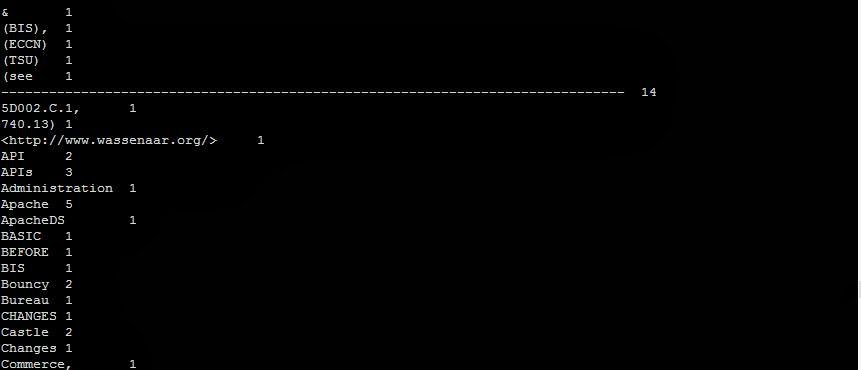 & 1
(BIS), 1
(ECCN) 1
(TSU) 1
(see 1
------------------------------------------------------------------------------ 14
5D002.C.1, 1
740.13) 1
<http://www.wassenaar.org/> 1
API 2
APIs 3
Administration 1
Apache 5
ApacheDS 1
BASIC 1
BEFORE 1
BIS 1
Bouncy 2
Bureau 1
CHANGES 1
Castle 2
Changes 1
Commerce, 1